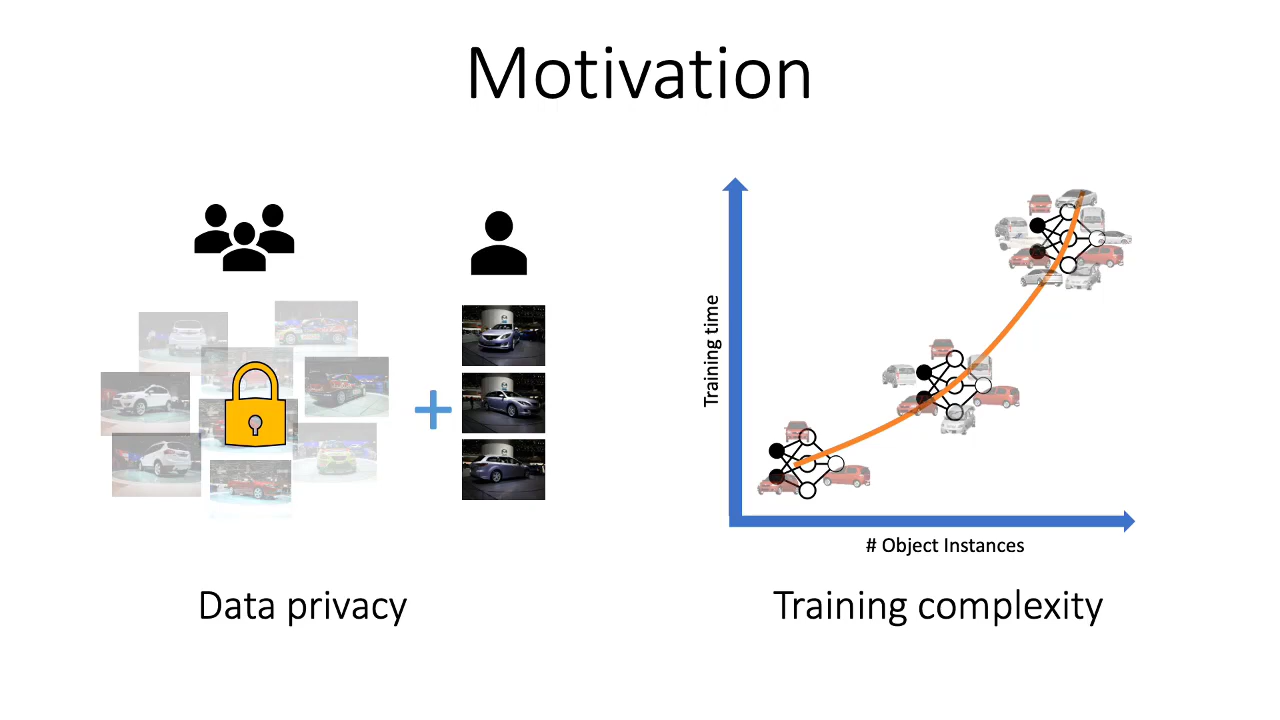 Motivation
Training time
# Object Instances
Data privacy
Training complexity